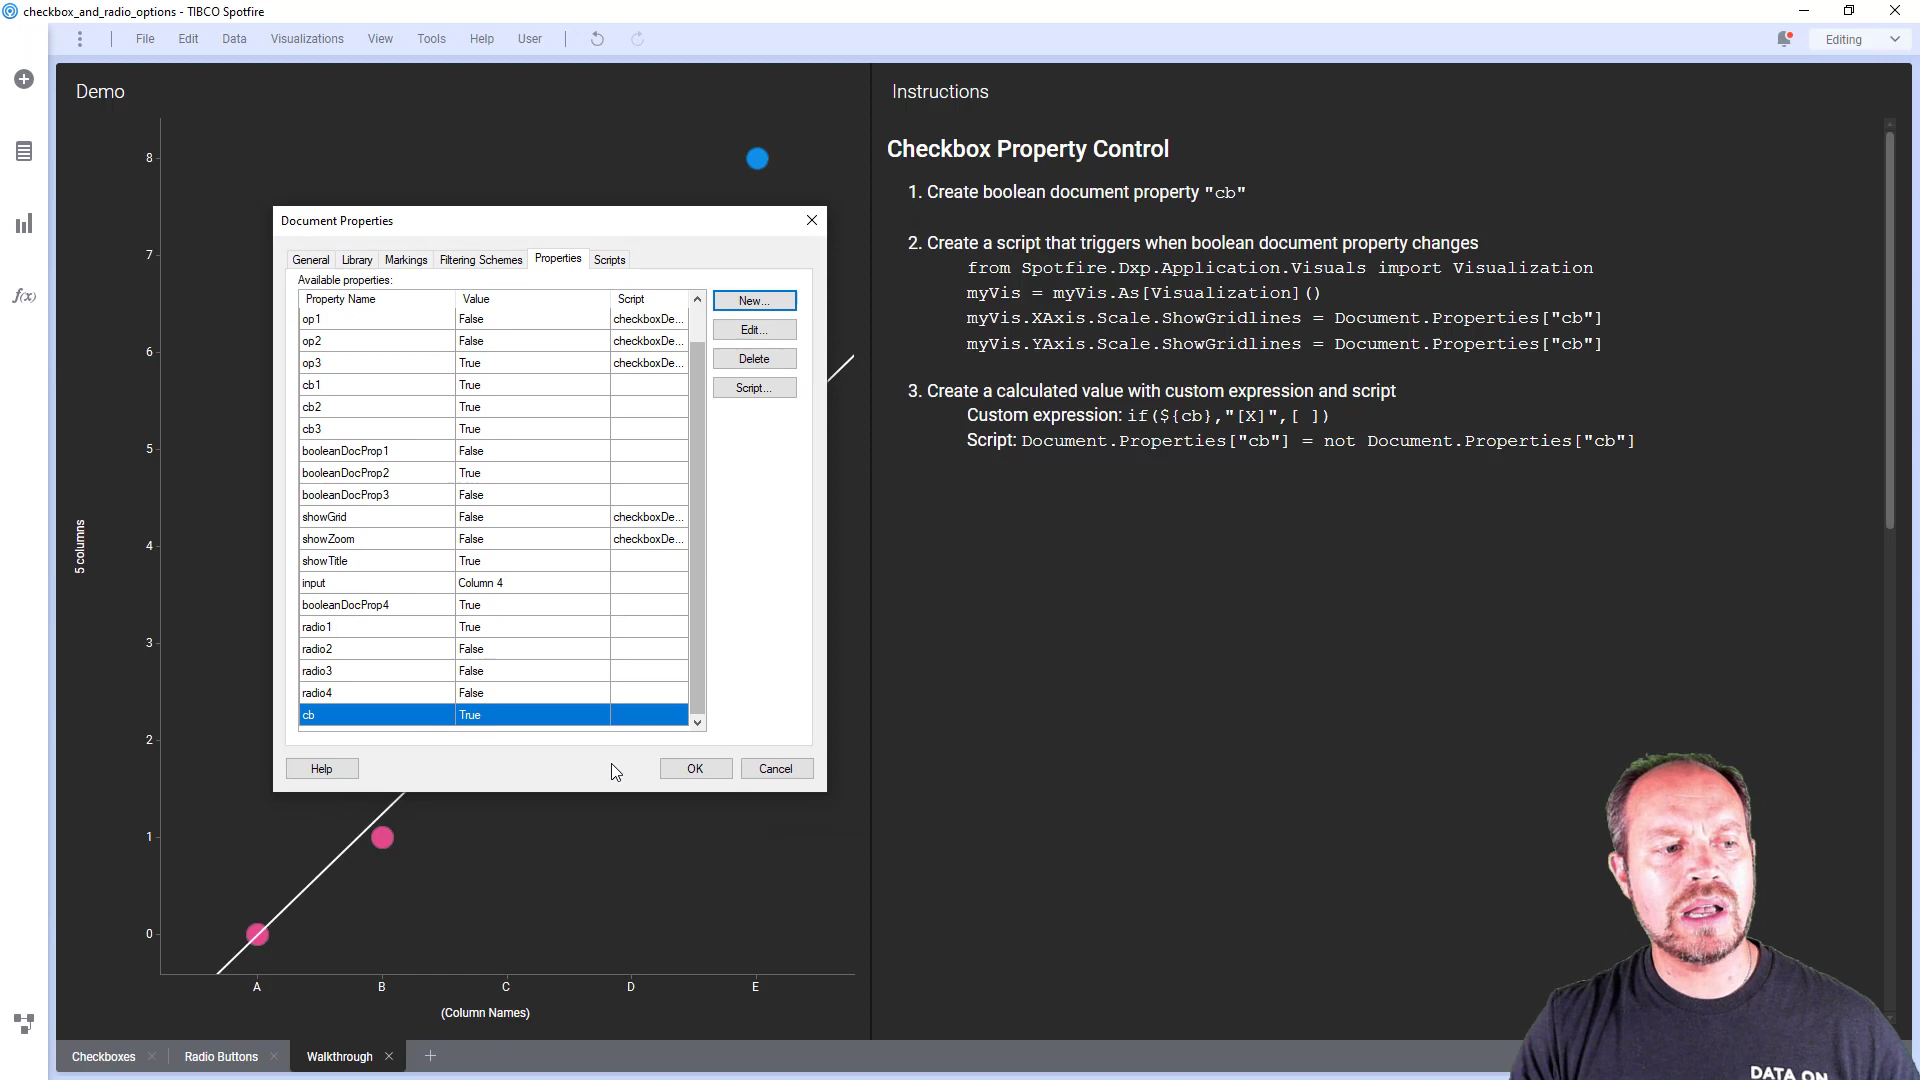 checkbox_and_radio_options - TIBCO Spotfire
File Edit Data Visualizations View Tools Help User
Editing
f(x)
Demo
8
7
6
5
4
3
2
1
0
5 columns
A B C D E
(Column Names)
Document Properties
General Library Markings Filtering Schemes Properties Scripts
Available properties:
Property Name Value Script
op1 False checkboxDe...
op2 False checkboxDe...
op3 True checkboxDe...
cb1 True
cb2 True
cb3 True
booleanDocProp1 False
booleanDocProp2 True
booleanDocProp3 False
showGrid False checkboxDe...
showZoom False checkboxDe...
showTitle True
input Column 4
booleanDocProp4 True
radio1 True
radio2 False
radio3 False
radio4 False
cb True
New...
Edit...
Delete
Script...
Help OK Cancel
Instructions
Checkbox Property Control
1. Create boolean document property "cb"
2. Create a script that triggers when boolean document property changes
from Spotfire.Dxp.Application.Visuals import Visualization
myVis = myVis.As[Visualization]()
myVis.XAxis.Scale.ShowGridlines = Document.Properties["cb"]
myVis.YAxis.Scale.ShowGridlines = Document.Properties["cb"]
3. Create a calculated value with custom expression and script
Custom expression: if(${cb},"[X]",[ ])
Script: Document.Properties["cb"] = not Document.Properties["cb"]
DATA ON
Checkboxes Radio Buttons Walkthrough